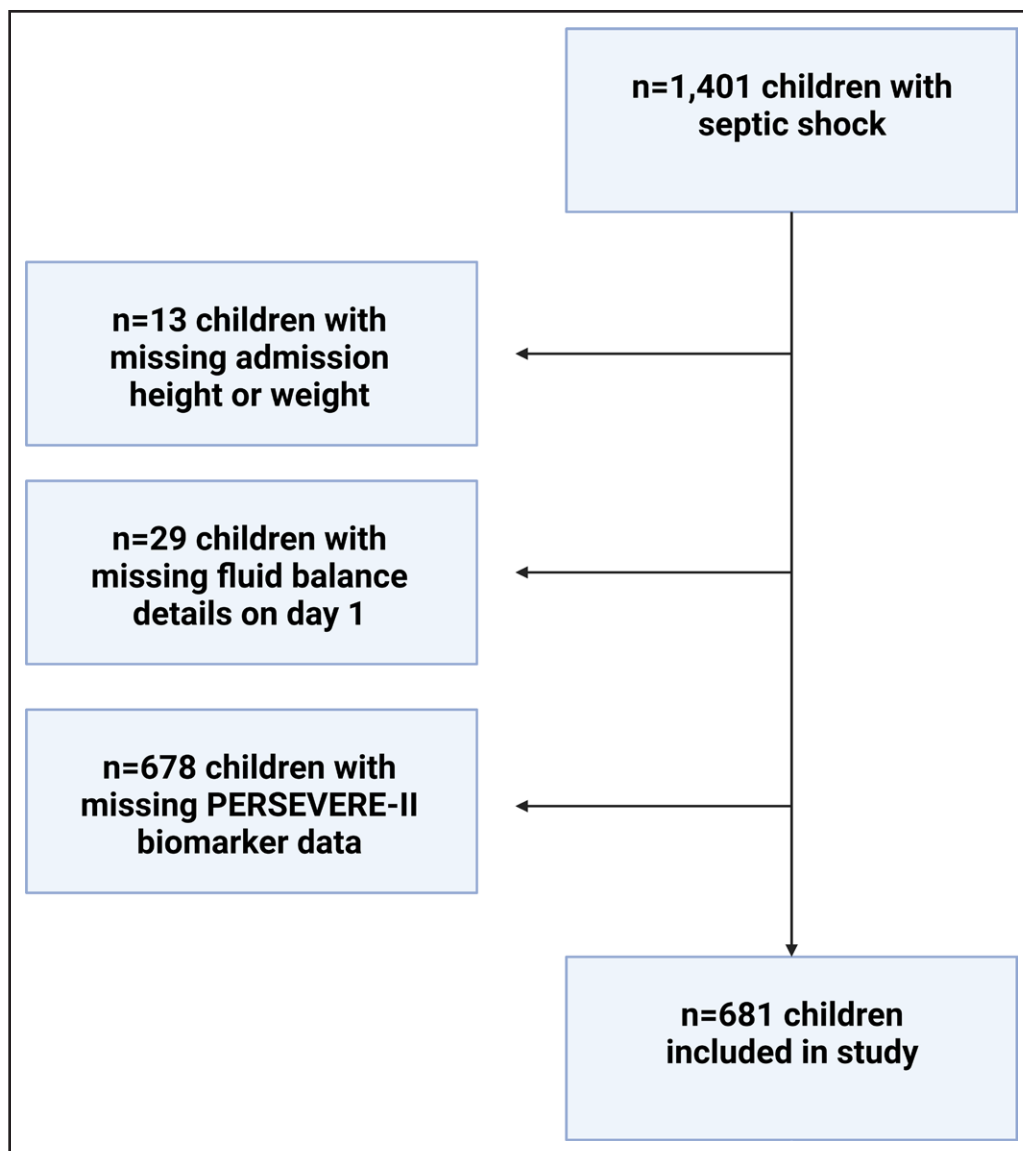 n=1,401 children with
septic shock
n=13 children with
missing admission
height or weight
n=29 children with
missing fluid balance
details on day 1
n=678 children with
missing PERSEVERE-II
biomarker data
n=681 children
included in study